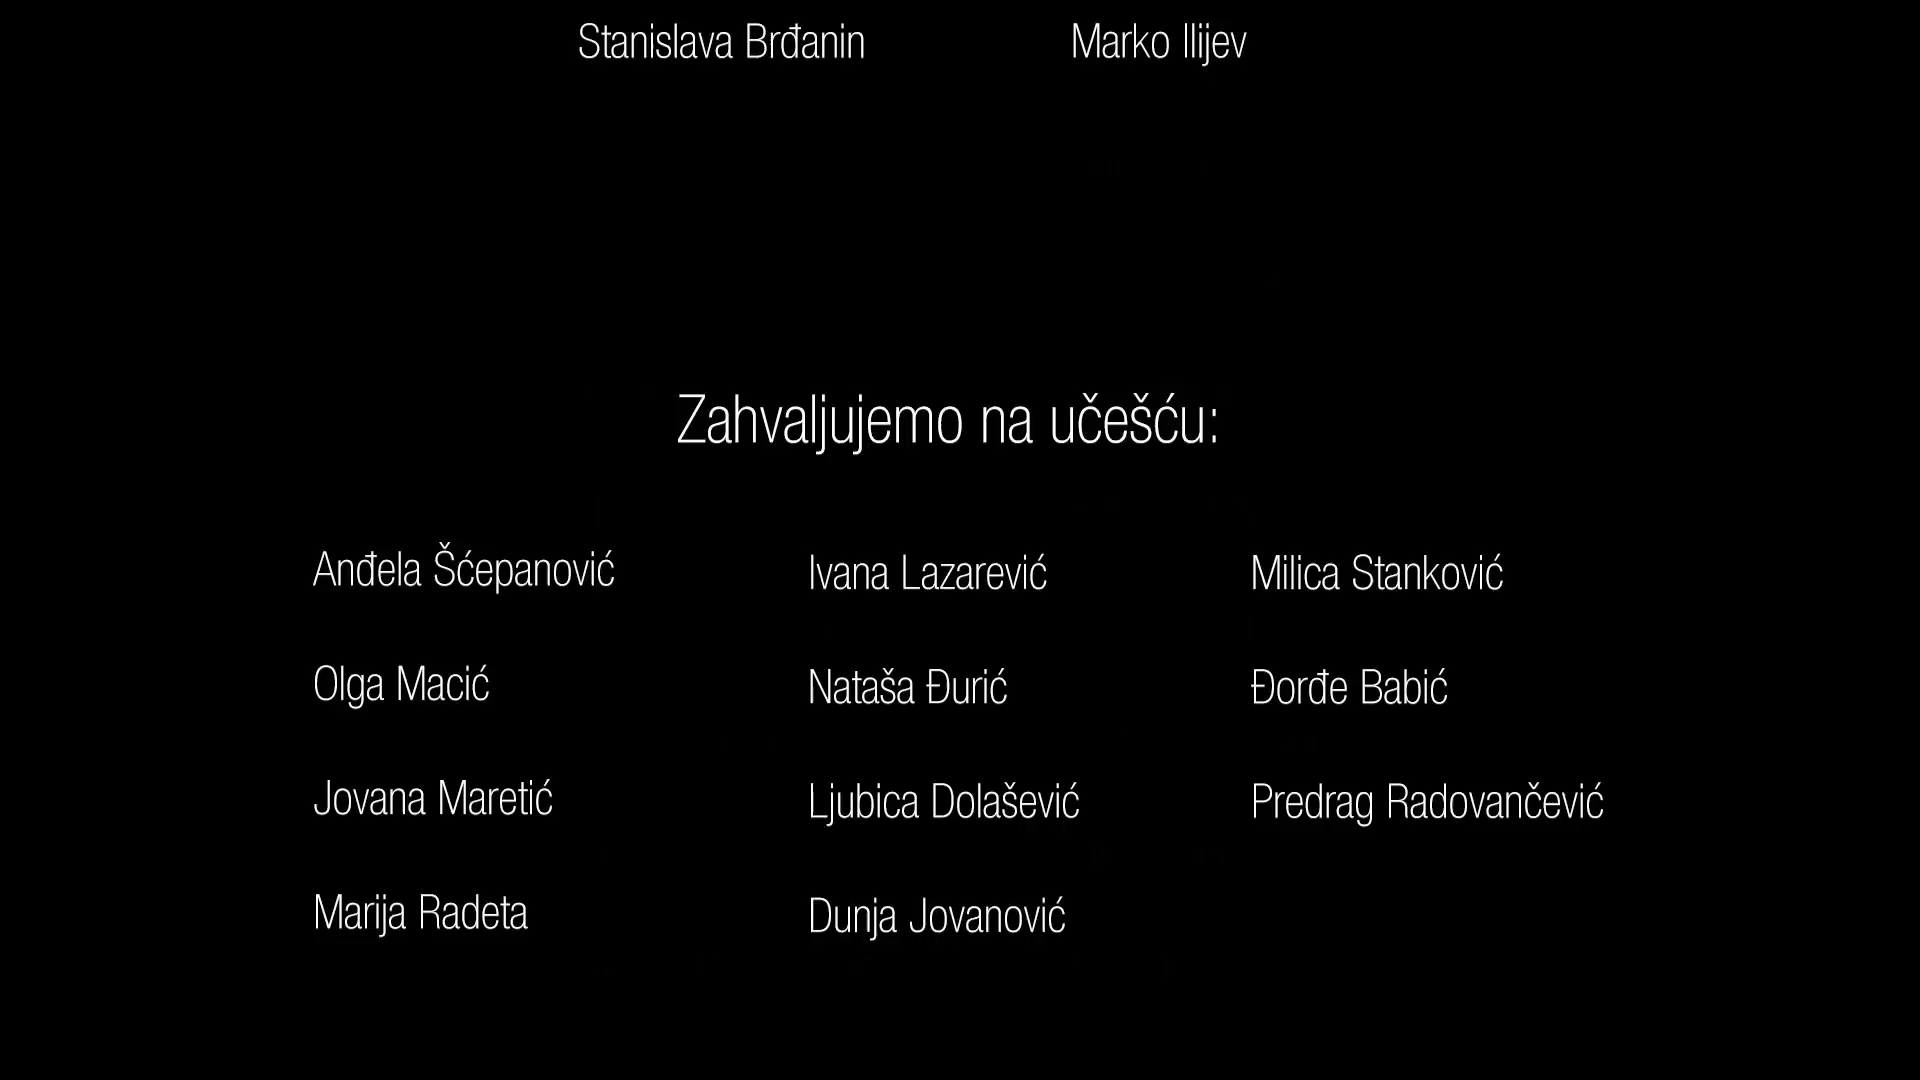 Stanislava Brđanin Marko Ilijev
Zahvaljujemo na učešću:
Anđela Šćepanović Ivana Lazarević Milica Stanković
Olga Macić Nataša Đurić Đorđe Babić
Jovana Maretić Ljubica Dolašević Predrag Radovančević
Marija Radeta Dunja Jovanović